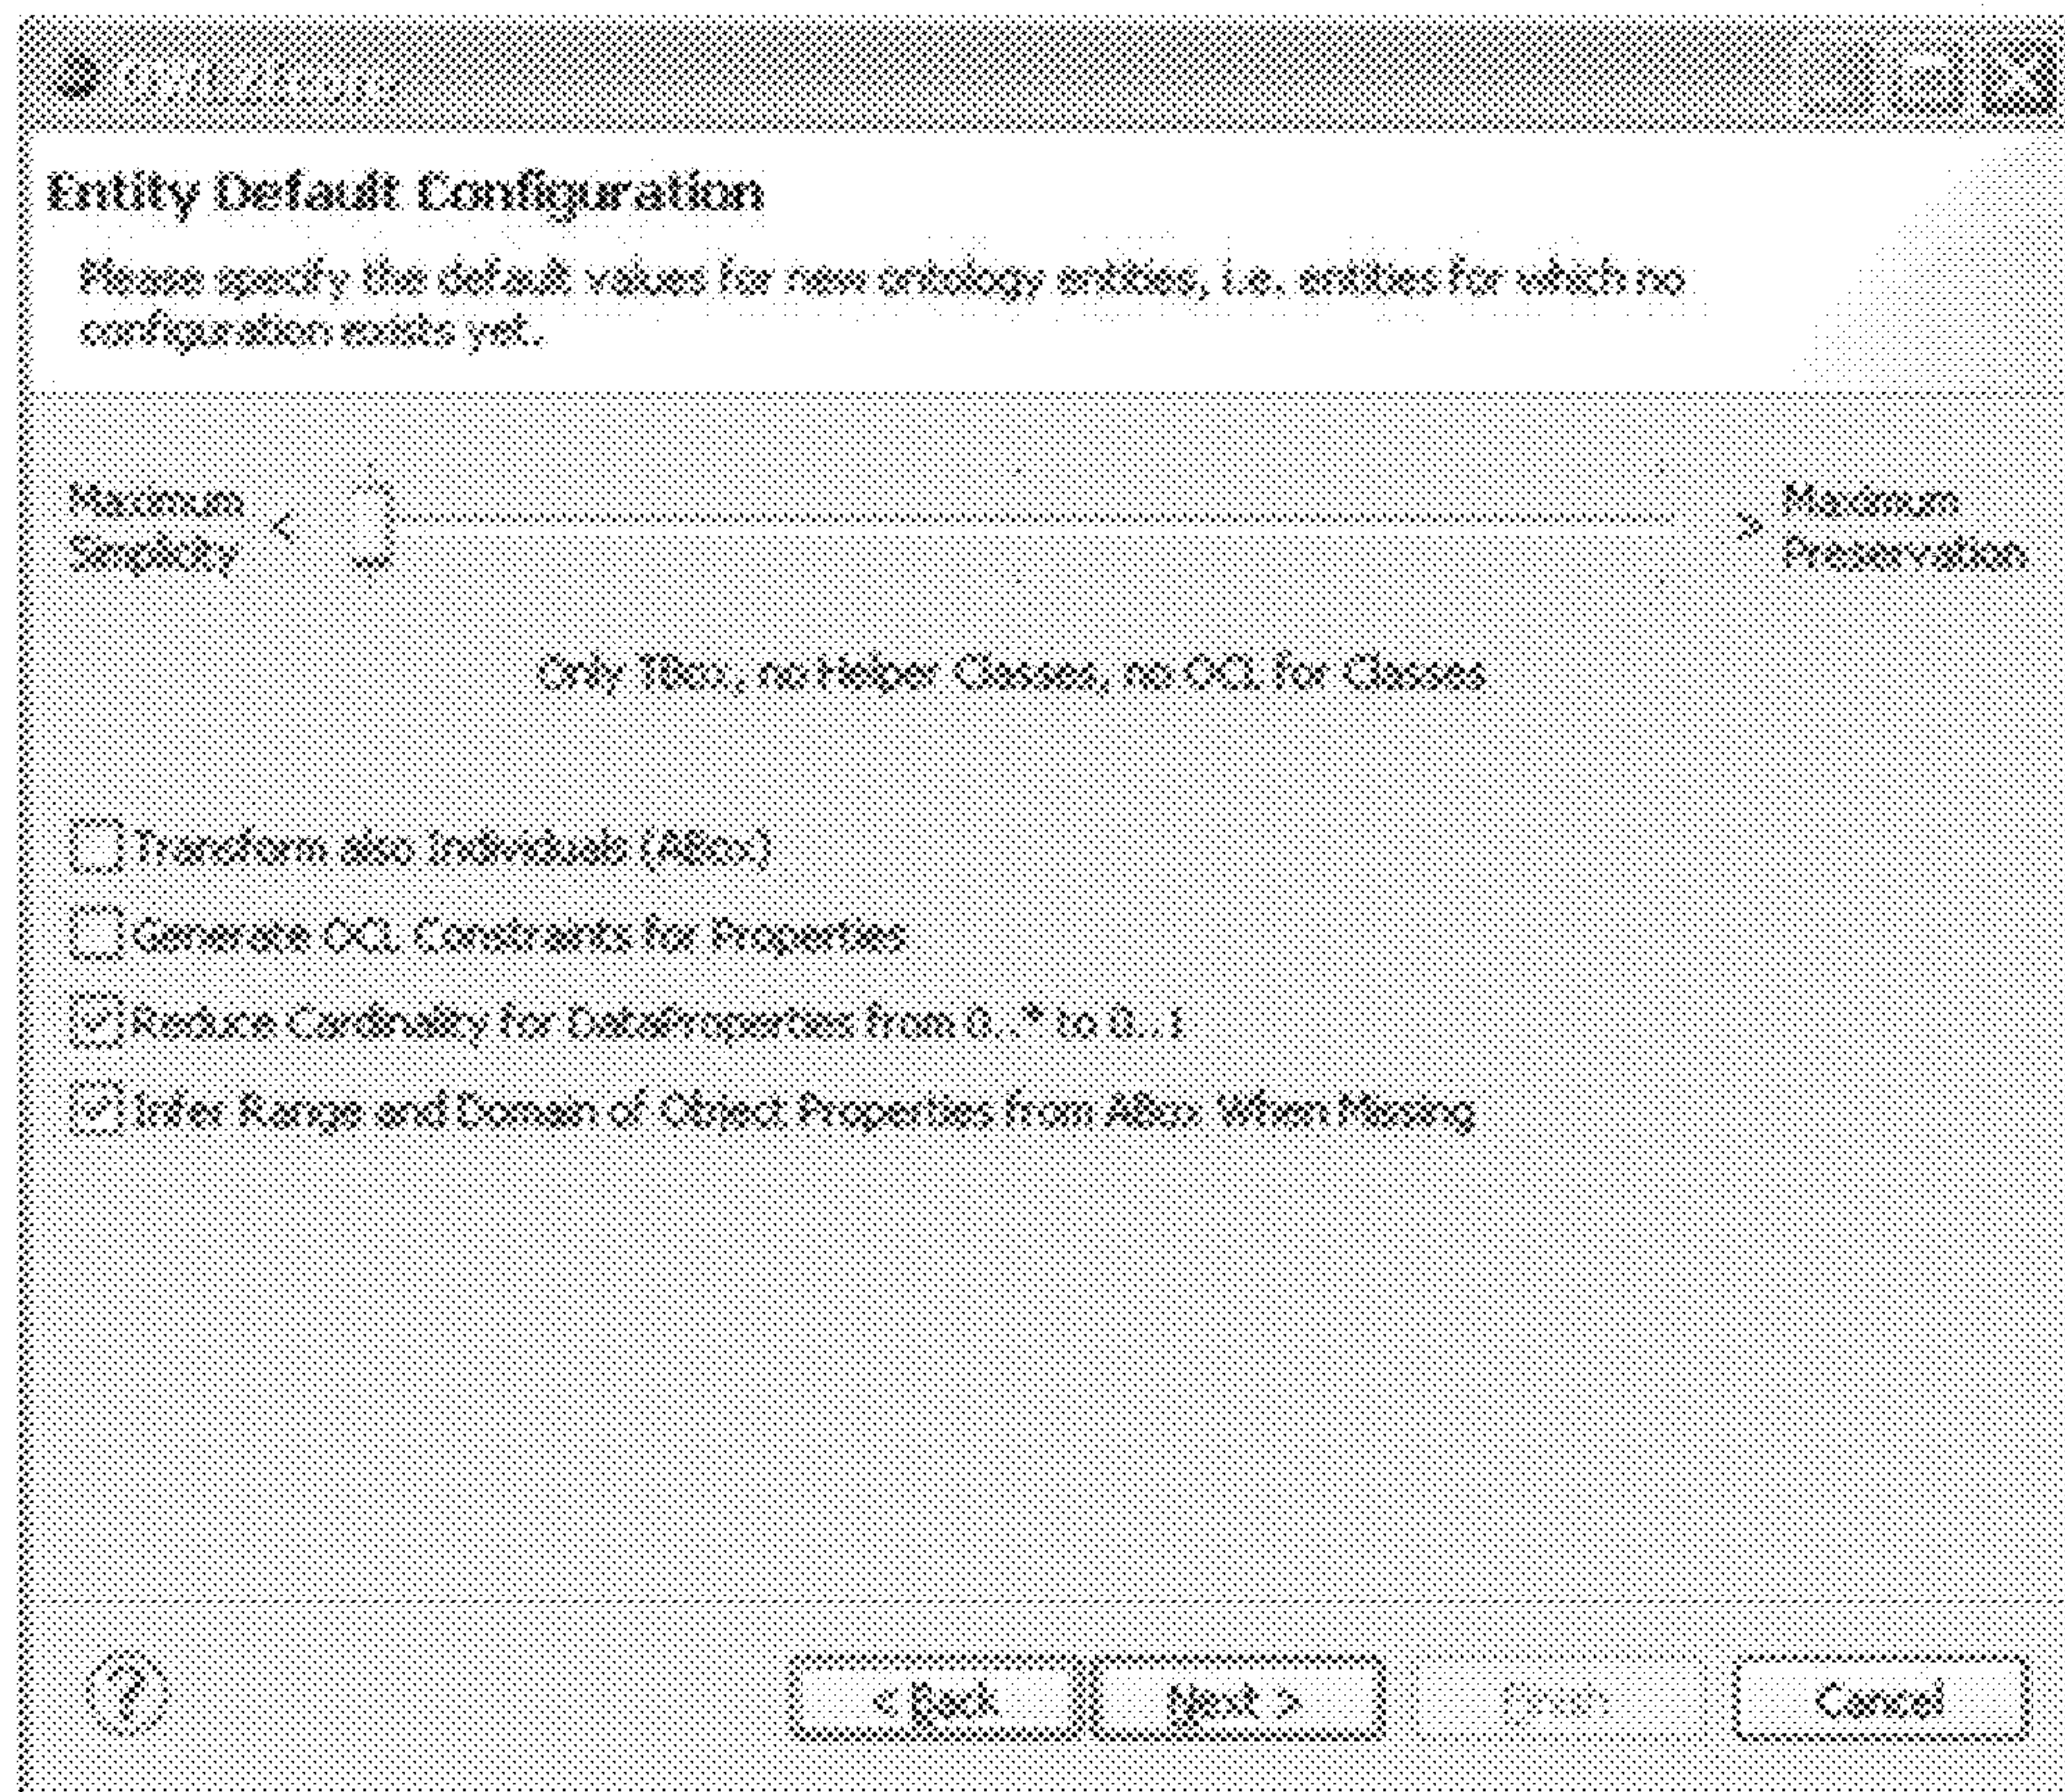 Entity Default Configuration
Please specify the default values for new ontology entities, i.e. entities for which no
configuration exists yet.
Maximum
Simplicity
<
>
Maximum
Preservation
Only TBox, no Helper Classes, no OCL for Classes
Transform also Individuals (ABox)
Generate OCL Constraints for Properties
Reduce Cardinality for DataProperties from 0..* to 0..1
Infer Range and Domain of Object Properties from ABox When Missing
?
< Back
Next >
Finish
Cancel